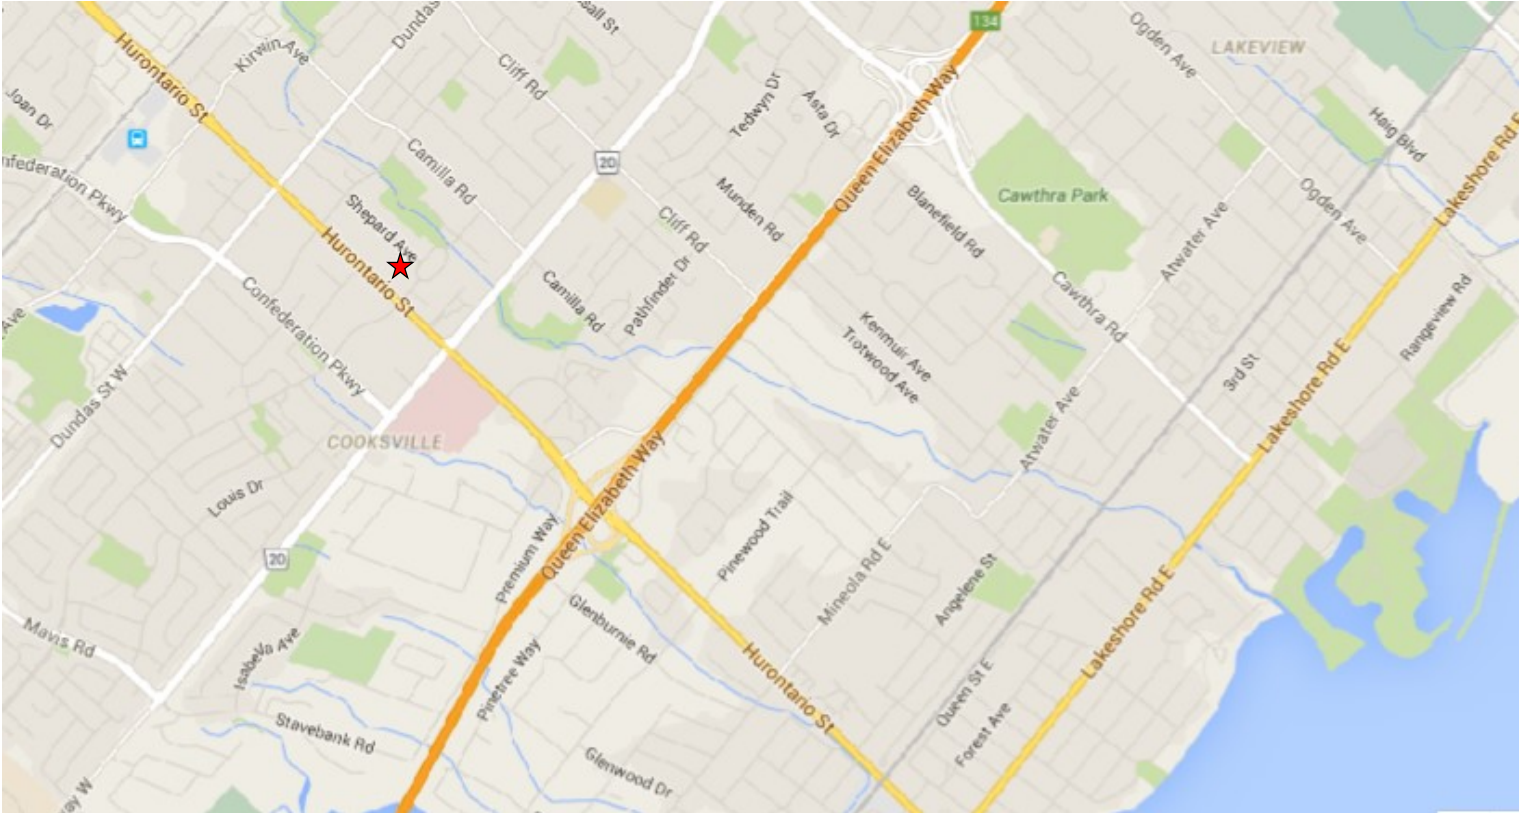 134
Ogden Ave
LAKEVIEW
Dundas
Kirwin Ave
Hurontario St
Cliff Rd
Joan Dr
Tedwyn Dr
Asta Dr
Queen Elizabeth Way
Haig Blvd
Lakeshore Rd E
20
Camilla Rd
Confederation Pkwy
Cawthra Park
Ogden Ave
Shepard Ave
Munden Rd
Blanefield Rd
Cliff Rd
Atwater Ave
Hurontario St
Pathfinder Dr
Camilla Rd
Cawthra Rd
Confederation Pkwy
Rangeview Rd
Kenmuir Ave
Trotwood Ave
3rd St
Lakeshore Rd E
Dundas St W
Atwater Ave
COOKSVILLE
Queen Elizabeth Way
Louis Dr
Pinewood Trail
Premium Way
20
Mineola Rd E
Angelene St
Lakeshore Rd E
Glenburnie Rd
Mavis Rd
Isabella Ave
Pinetree Way
Hurontario St
Queen St E
Forest Ave
Stavebank Rd
Glenwood Dr